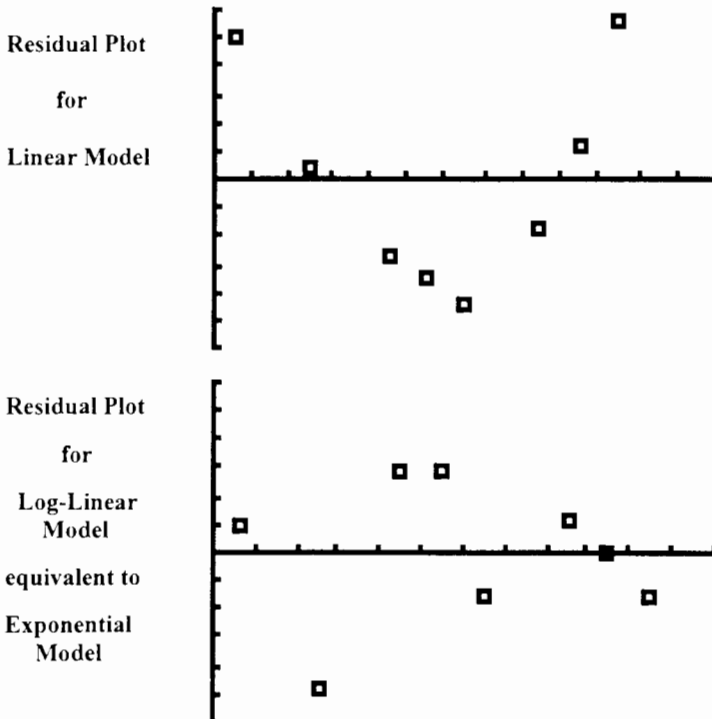 Residual Plot
for
Linear Model
Residual Plot
for
Log-Linear
Model
equivalent to
Exponential
Model